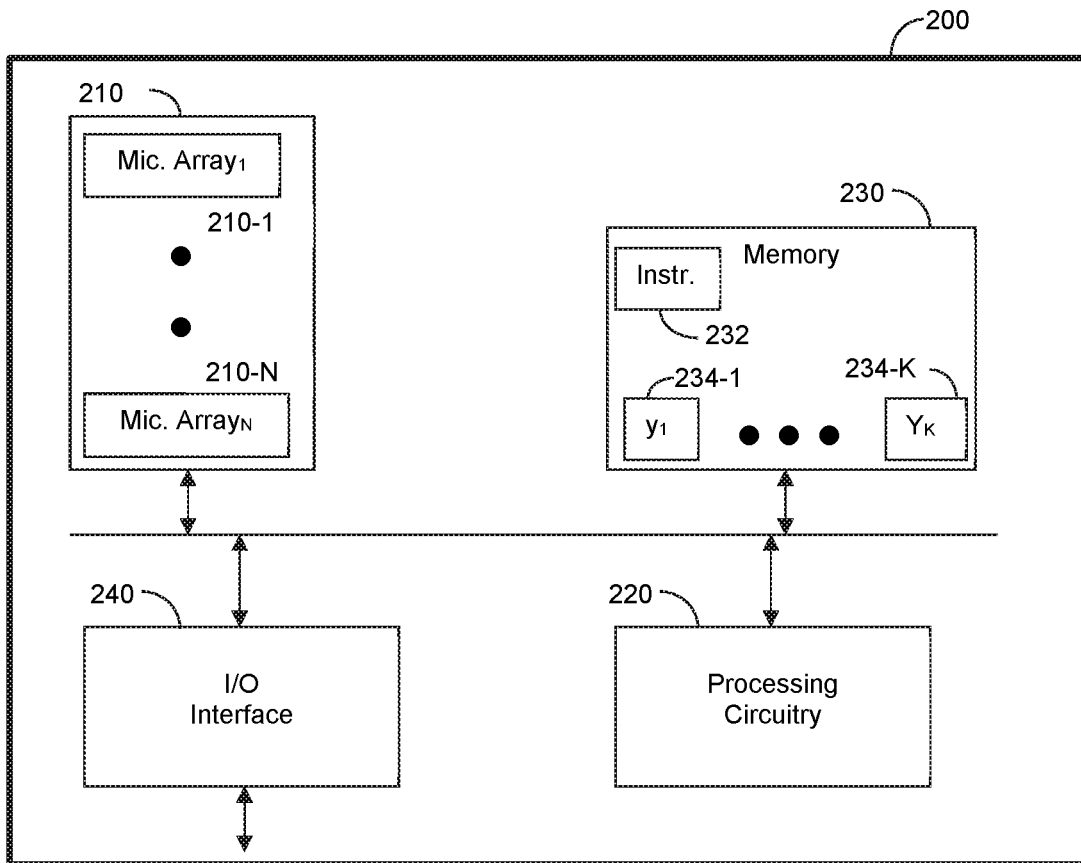 200
210
Mic. Array1
210-1
210-N
Mic. ArrayN
230
Memory
Instr.
232
234-1
234-K
y1
YK
240
220
I/O
Interface
Processing
Circuitry